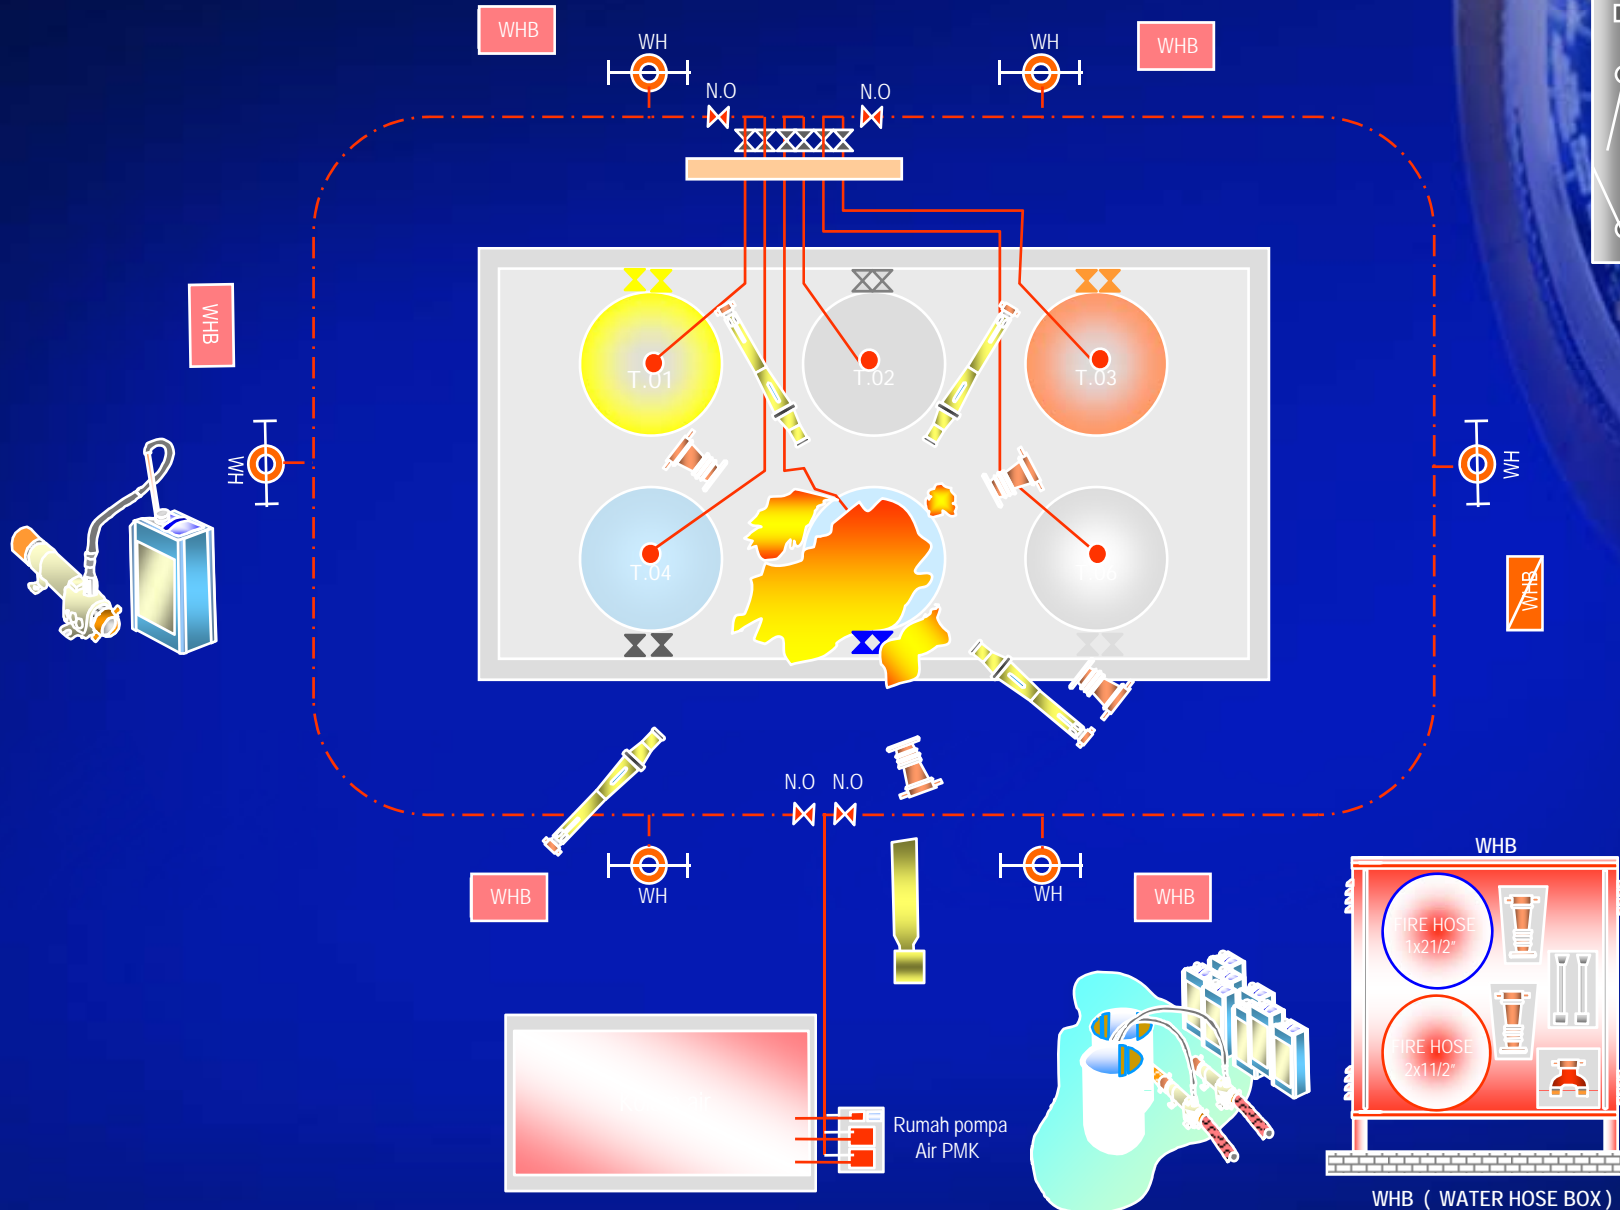 WHB
WH
WH
WHB
N.O
N.O
WHB
T.01
T.02
T.03
WH
WH
T.04
WHB
N.O
N.O
WHB
WH
WH
WHB
WHB
FIRE HOSE
1x21/2"
FIRE HOSE
2x11/2"
Rumah pompa
Air PMK
WHB ( WATER HOSE BOX )